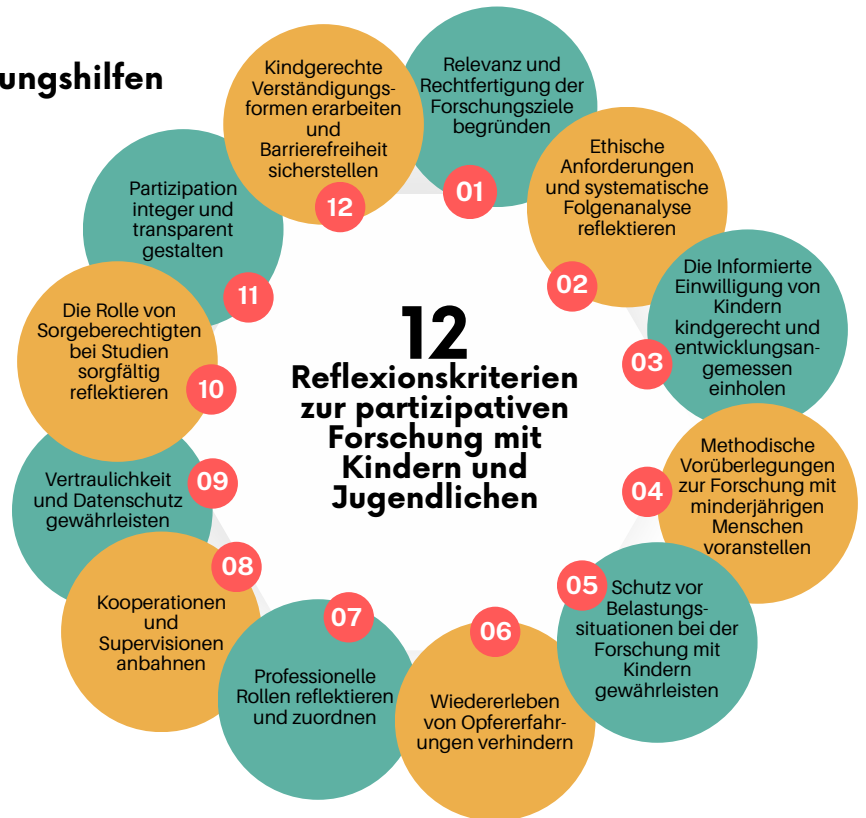 ungshilfen
12
Reflexionskriterien
zur partizipativen
Forschung mit
Kindern und
Jugendlichen
Relevanz und
Rechtfertigung der
Forschungsziele
begründen
01
Ethische
Anforderungen
und systematische
Folgenanalyse
reflektieren
02
Die Informierte
Einwilligung von
Kindern
kindgerecht und
entwicklungsan-
gemessen
einholen
03
Methodische
Vorüberlegungen
zur Forschung mit
minderjährigen
Menschen
voranstellen
04
Schutz vor
Belastungs-
situationen bei der
Forschung mit
Kindern
gewährleisten
05
Wiedererleben
von Opfererfahr-
ungen verhindern
06
Professionelle
Rollen reflektieren
und zuordnen
07
Kooperationen
und
Supervisionen
anbahnen
08
Vertraulichkeit
und Datenschutz
gewährleisten
09
Die Rolle von
Sorgeberechtigten
bei Studien
sorgfältig
reflektieren
10
Partizipation
integer und
transparent
gestalten
11
Kindgerechte
Verständigungs-
formen erarbeiten
und
Barrierefreiheit
sicherstellen
12